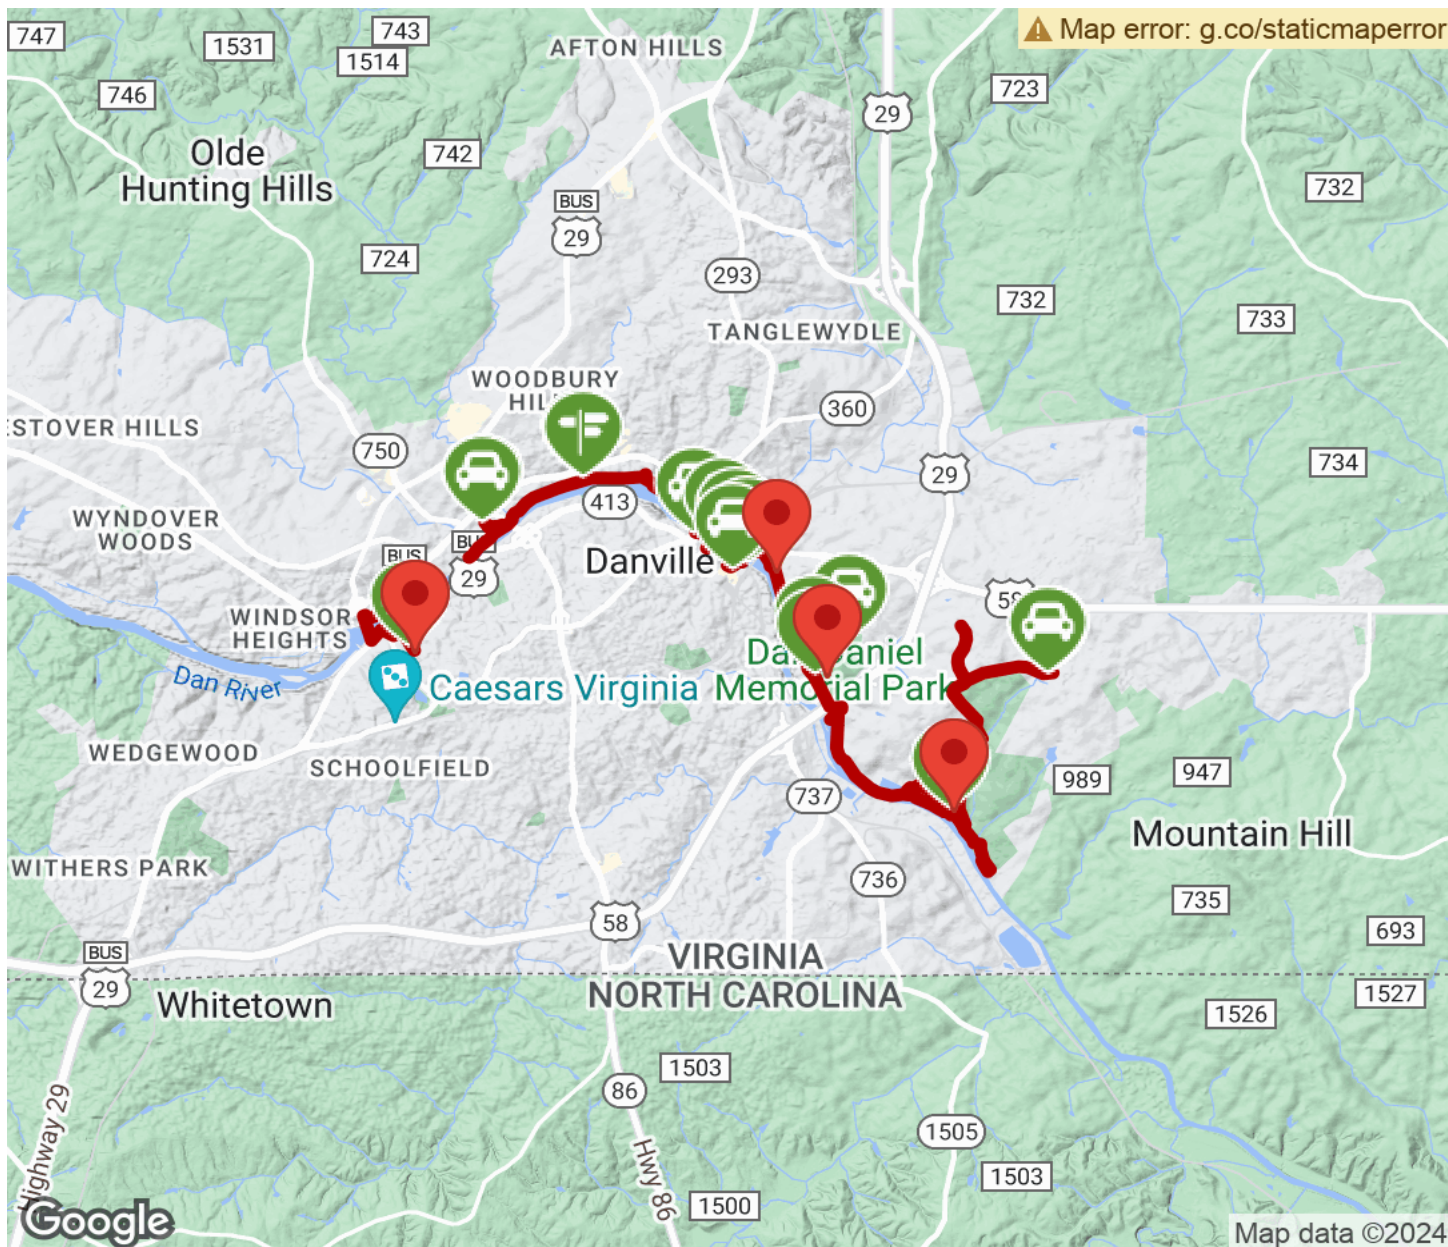 747
1531
743
1514
AFTON HILLS
Map error: g.co/staticmaperror
746
723
29
Olde
Hunting Hills
742
732
BUS
29
724
293
732
733
TANGLEWYDLE
WOODBURY
360
STOVER HILLS
750
29
734
413
WYNDOVER
WOODS
Danville
BUS
29
BUS
58
WINDSOR
HEIGHTS
Dan River
Memorial Park
Caesars Virginia
WEDGEWOOD
SCHOOLFIELD
989
947
737
Mountain Hill
WITHERS PARK
736
735
58
693
BUS
29
VIRGINIA
NORTH CAROLINA
Whitetown
1527
1526
1503
86
1505
Highway 29
Hwy 86
1503
1500
Google
Map data ©2024